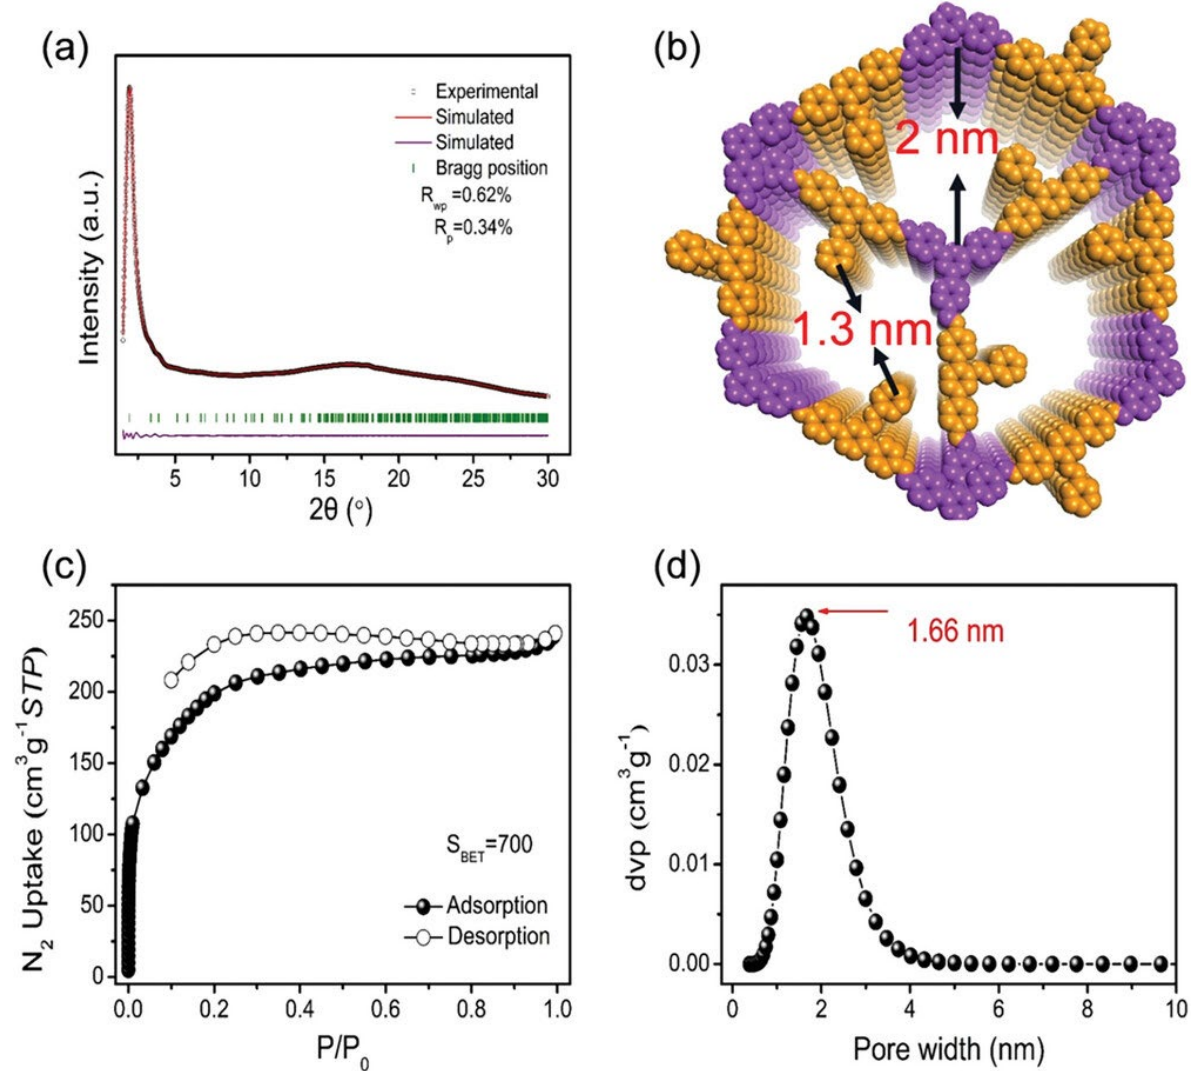 (a)
Experimental
Simulated
Simulated
Bragg position
Rwp =0.62%
Rp=0.34%
Intensity (a.u.)
5 10 15 20 25 30
2θ (°)
(b)
2 nm
1.3 nm
(c)
250
200
150
100
50
0
N2 Uptake (cm3g-1 STP)
SBET=700
Adsorption
Desorption
0.0 0.2 0.4 0.6 0.8 1.0
P/P0
(d)
1.66 nm
0.03
0.02
0.01
0.00
dvp (cm3g-1)
0 2 4 6 8 10
Pore width (nm)